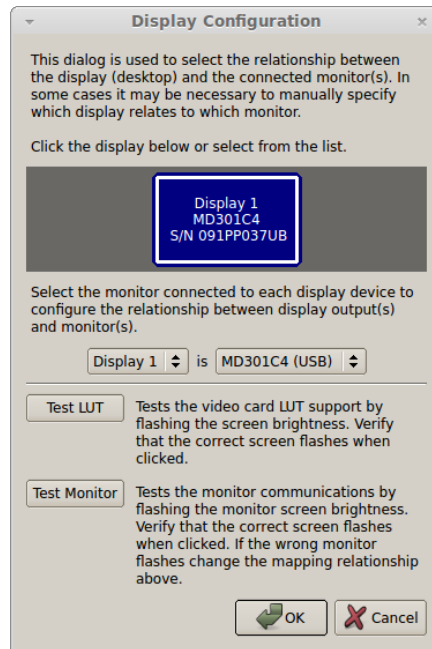 Display Configuration
This dialog is used to select the relationship between
the display (desktop) and the connected monitor(s). In
some cases it may be necessary to manually specify
which display relates to which monitor.
Click the display below or select from the list.
Display 1
MD301C4
S/N 091PP037UB
Select the monitor connected to each display device to
configure the relationship between display output(s)
and monitor(s).
Display 1 is MD301C4 (USB)
Test LUT
Tests the video card LUT support by
flashing the screen brightness. Verify
that the correct screen flashes when
clicked.
Test Monitor
Tests the monitor communications by
flashing the monitor screen brightness.
Verify that the correct screen flashes
when clicked. If the wrong monitor
flashes change the mapping relationship
above.
OK Cancel